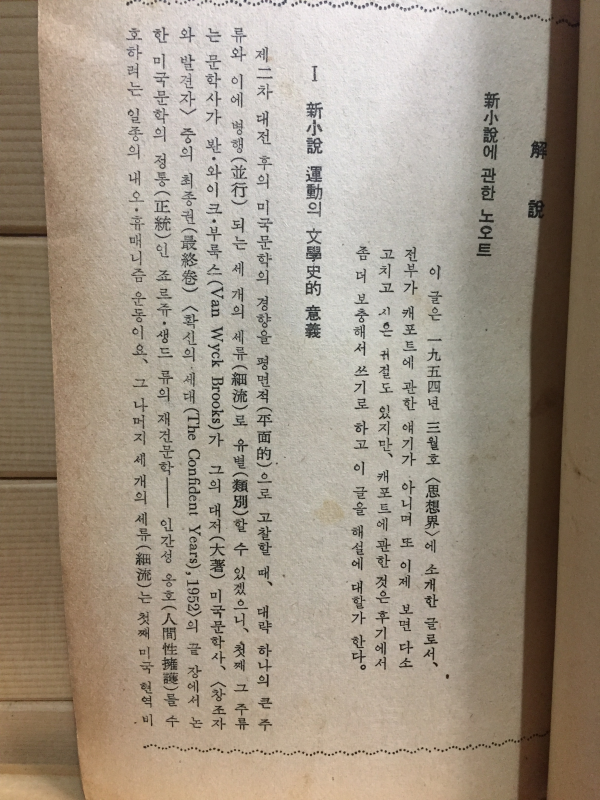 解說
新小說에 관한 노오트
이 글은 一九五四년 三월호 〈思想界〉에 소개한 글로서,
전부가 캐포트에 관한 얘기가 아니며 또 이제 보면 다소
고치고 시은 귀절도 있지만, 캐포트에 관한 것은 후기에서
좀더 보충해서 쓰기로 하고 이 글을 해설에 대할가 한다.
I 新小說 運動의 文學史的 意義
제二차 대전 후의 미국문학의 경향을 평면적(平面的)으로 고찰할 때, 대략 하나의 큰 주
류와 이에 병행(並行) 되는 세 개의 세류(細流)로 유별(類別)할 수 있겠으니, 첫째 그 주류
는 문학사가 봔·와이크·부룩스(Van Wyck Brooks)가 그의 대저(大著) 미국문학사, 〈창조자
와 발견자〉 중의 최종권(最終卷) 〈확신의 세대(The Confident Years), 1952〉의 끝 장에서 논
한 미국문학의 정통(正統)인 죠르쥬·생드 류의 재건문학── 인간성 옹호(人間性擁護)를 수
호하려는 일종의 내오·휴매니즘 운동이요, 그 나머지 세 개의 세류(細流)는 첫째 미국 현역 비